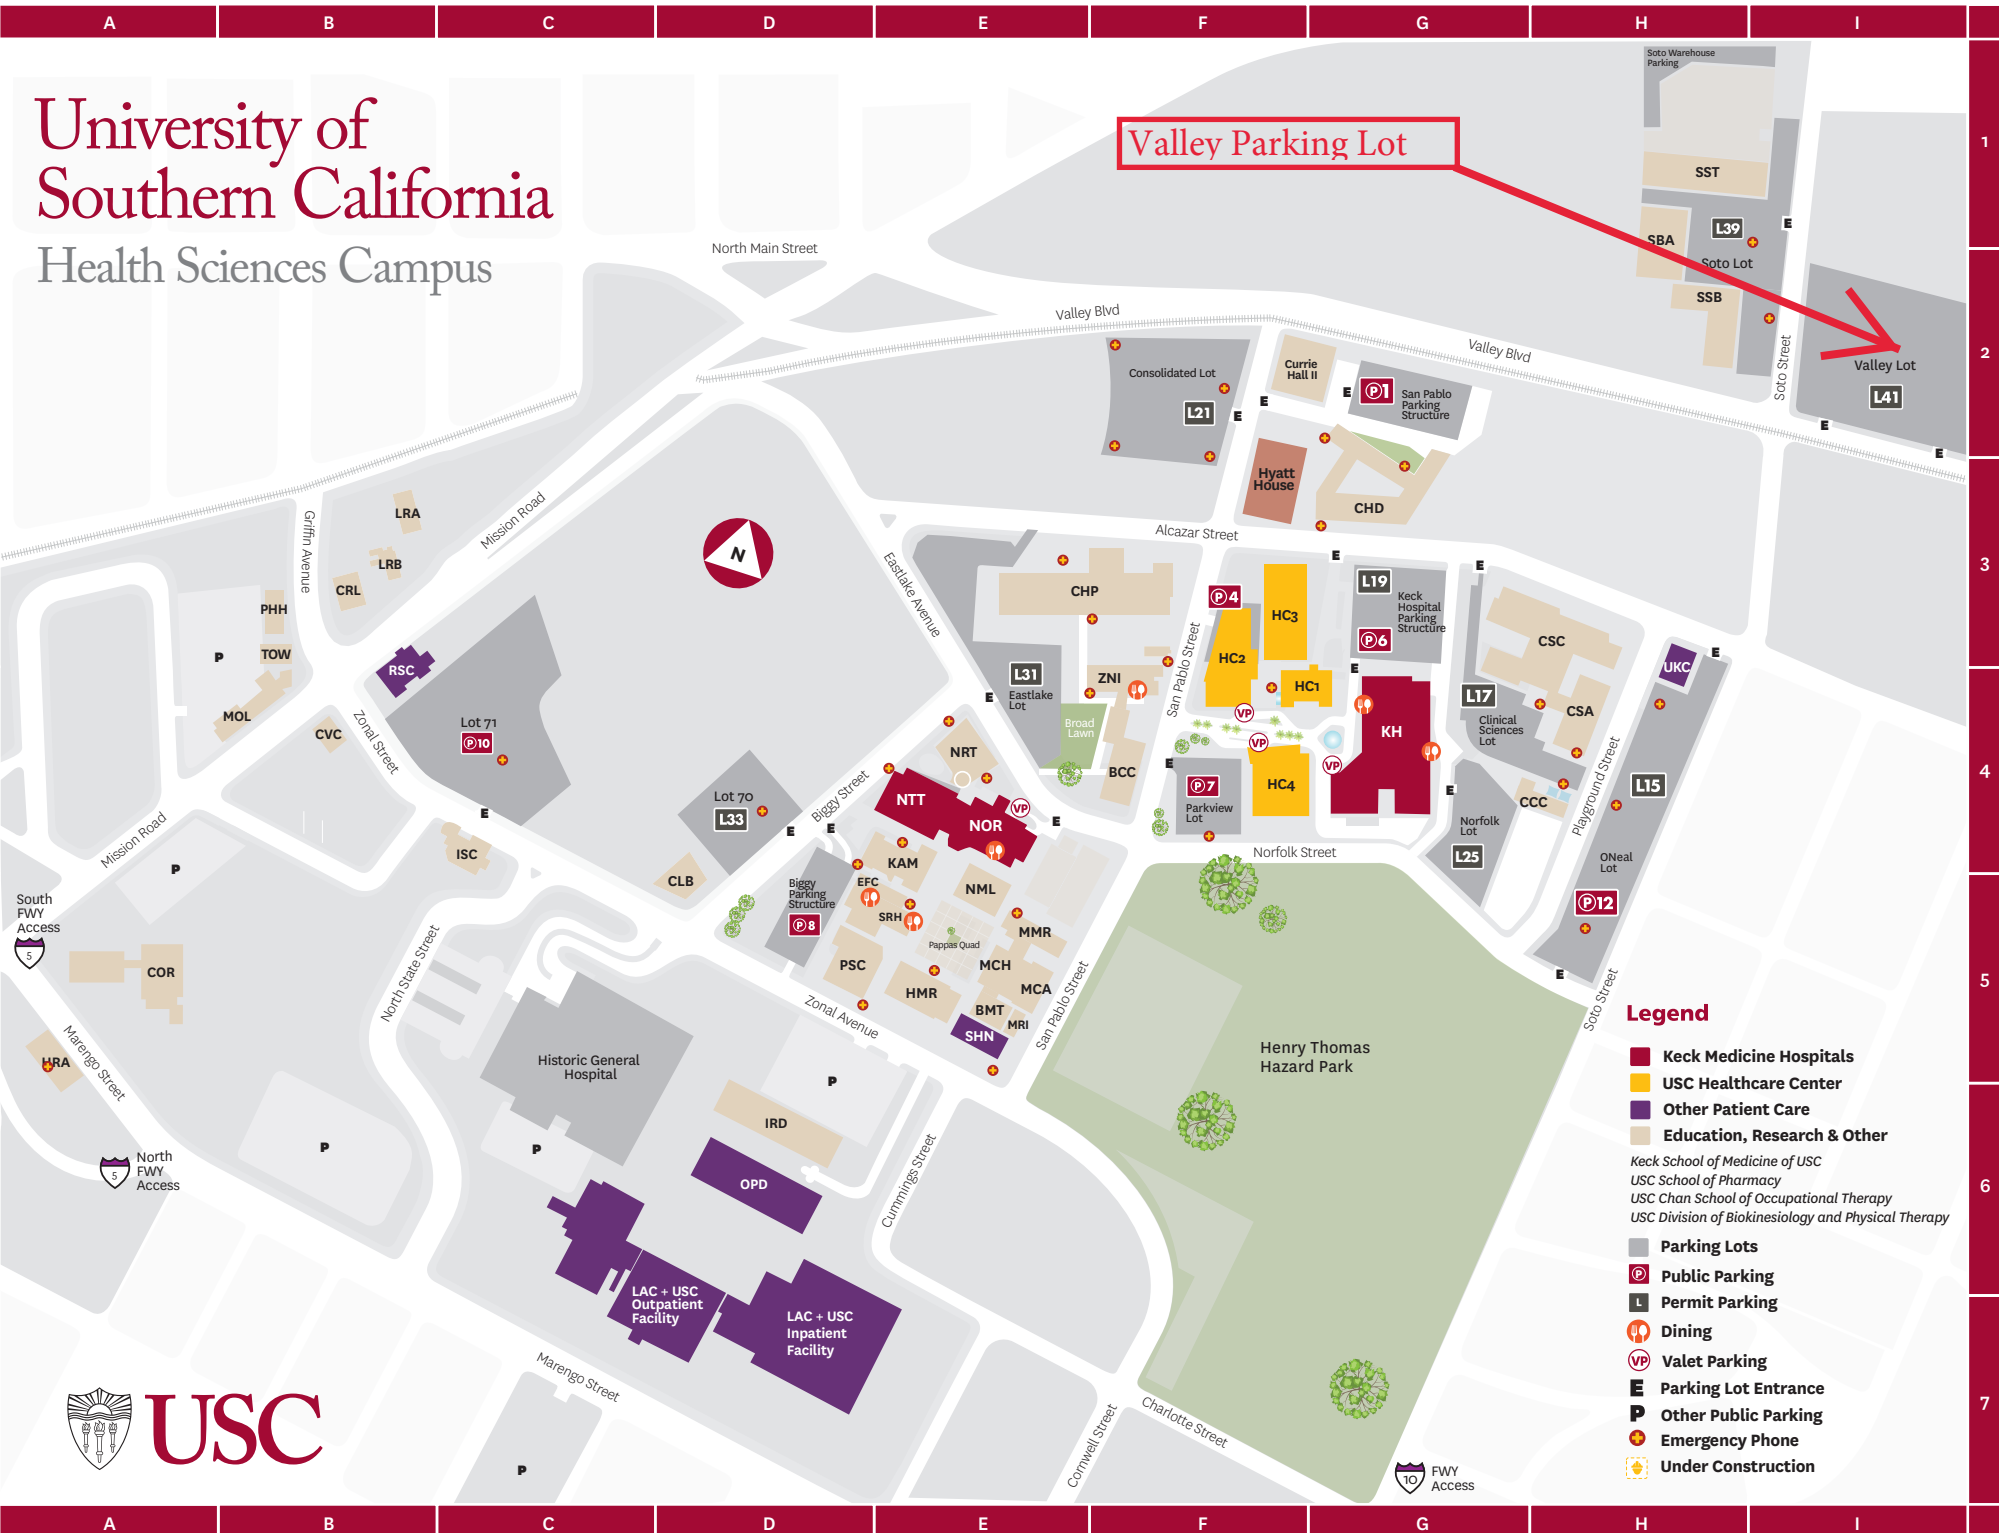 A B C D E F G H I
University of
Southern California
Health Sciences Campus
Valley Parking Lot
Soto Warehouse
Parking
1
SST
L39
E
SBA
Soto Lot
North Main Street
SSB
Valley Blvd
Valley Blvd
Soto Street
2
Valley Lot
L41
E
E
Consolidated Lot
L21
E
E
Currie
Hall II
E
P1
San Pablo
Parking
Structure
Hyatt
House
CHD
Alcazar Street
LRA
LRB
CRL
Griffin Avenue
Mission Road
N
Eastlake Avenue
3
PHH
TOW
P
MOL
RSC
CVC
Zonal Street
CHP
P4
HC3
HC2
HC1
E
L19
Keck
Hospital
Parking
Structure
P6
E
E
CSC
UKC
E
San Pablo Street
L31
Eastlake
Lot
E
ZNI
Broad
Lawn
BCC
VP
VP
VP
KH
L17
Clinical
Sciences
Lot
CSA
4
Lot 71
P10
E
Lot 70
L33
E
E
Biggy Street
NRT
NTT
NOR
VP
E
E
P7
Parkview
Lot
HC4
E
Norfolk
Lot
L25
CCC
Playground Street
L15
ONeal
Lot
P12
E
Norfolk Street
Mission Road
P
ISC
CLB
Biggy
Parking
Structure
P8
KAM
EFC
SRH
NML
MMR
Pappas Quad
PSC
MCH
HMR
MCA
BMT
MRI
SHN
San Pablo Street
Zonal Avenue
5
South
FWY
Access
5
COR
HRA
Marengo Street
North State Street
Historic General
Hospital
Henry Thomas
Hazard Park
Soto Street
P
IRD
P
P
OPD
Cummings Street
North
FWY
Access
5
6
LAC + USC
Outpatient
Facility
LAC + USC
Inpatient
Facility
Marengo Street
P
Cornwell Street
Charlotte Street
10
FWY
Access
7
USC
Legend
Keck Medicine Hospitals
USC Healthcare Center
Other Patient Care
Education, Research & Other
Keck School of Medicine of USC
USC School of Pharmacy
USC Chan School of Occupational Therapy
USC Division of Biokinesiology and Physical Therapy
Parking Lots
P Public Parking
L Permit Parking
Dining
VP Valet Parking
E Parking Lot Entrance
P Other Public Parking
Emergency Phone
Under Construction
A B C D E F G H I